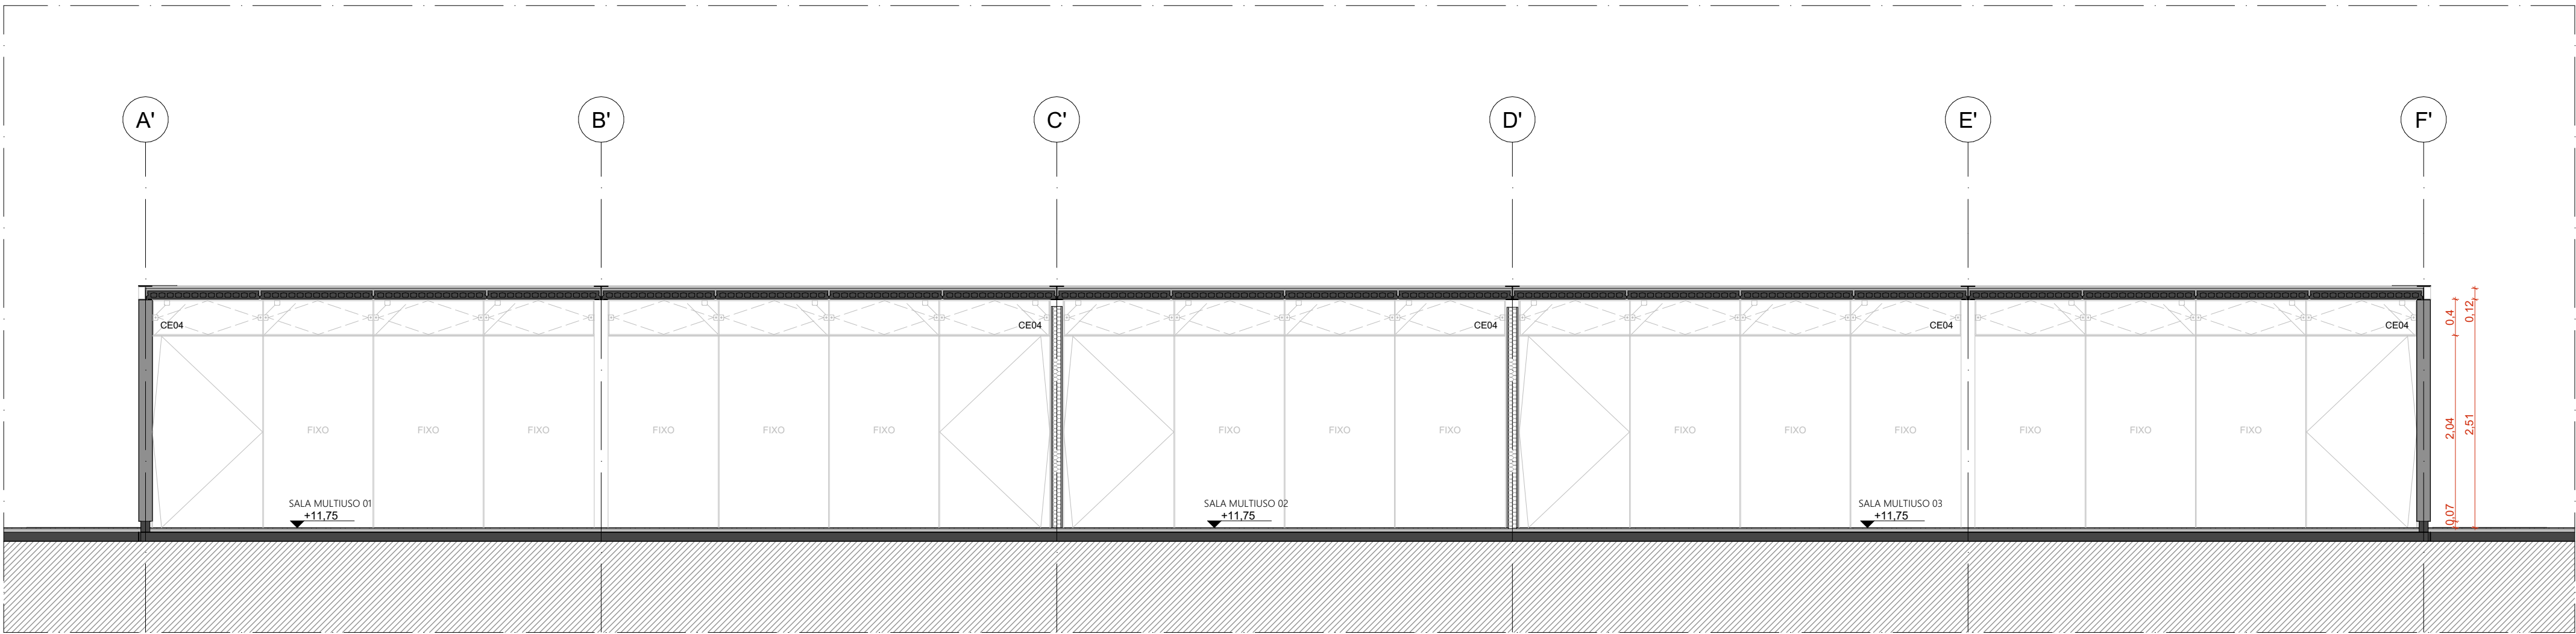 A' B' C' D' E' F'
CE04 CE04 CE04 CE04 CE04
0,4 0,12
FIXO FIXO FIXO FIXO FIXO FIXO FIXO FIXO FIXO FIXO FIXO FIXO FIXO FIXO FIXO
2,04 2,51
SALA MULTIUSO 01 SALA MULTIUSO 02 SALA MULTIUSO 03
+11,75 +11,75 +11,75
0,07